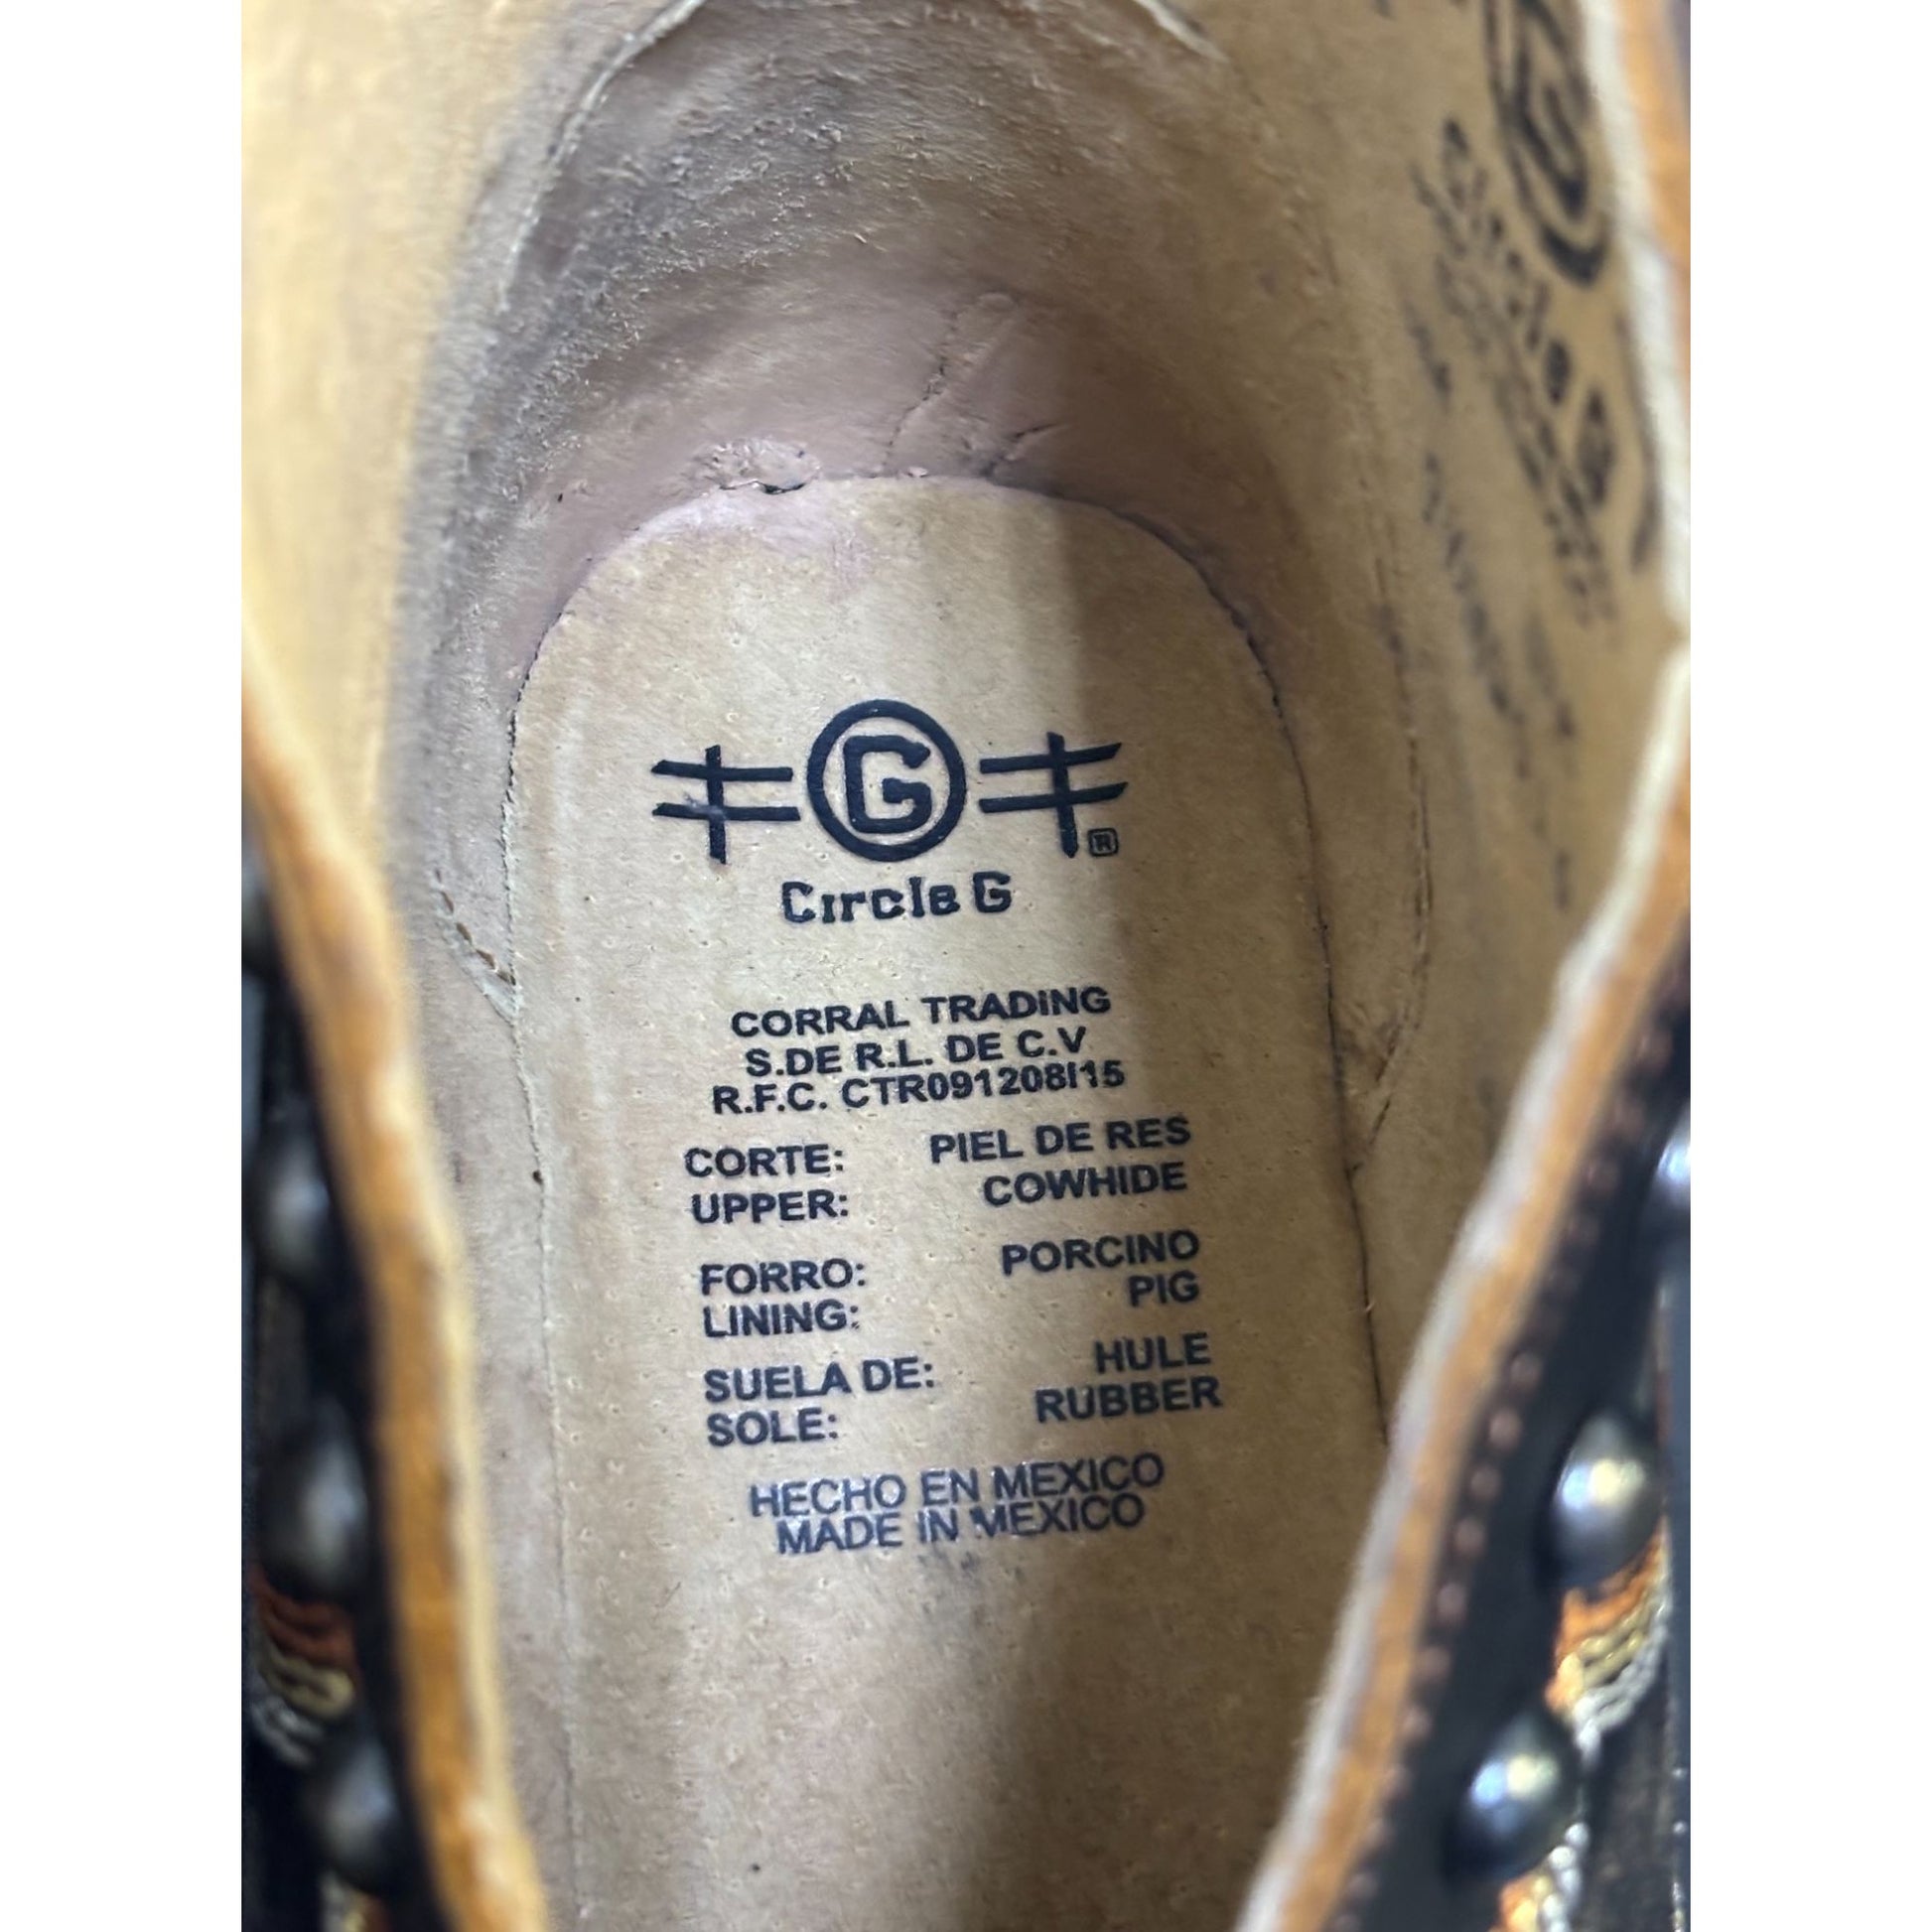 G
®
Circle G
CORRAL TRADING
S.DE R.L. DE C.V
R.F.C. CTR091208I15
CORTE: PIEL DE RES
UPPER: COWHIDE
FORRO: PORCINO
LINING: PIG
SUELA DE: HULE
SOLE: RUBBER
HECHO EN MEXICO
MADE IN MEXICO